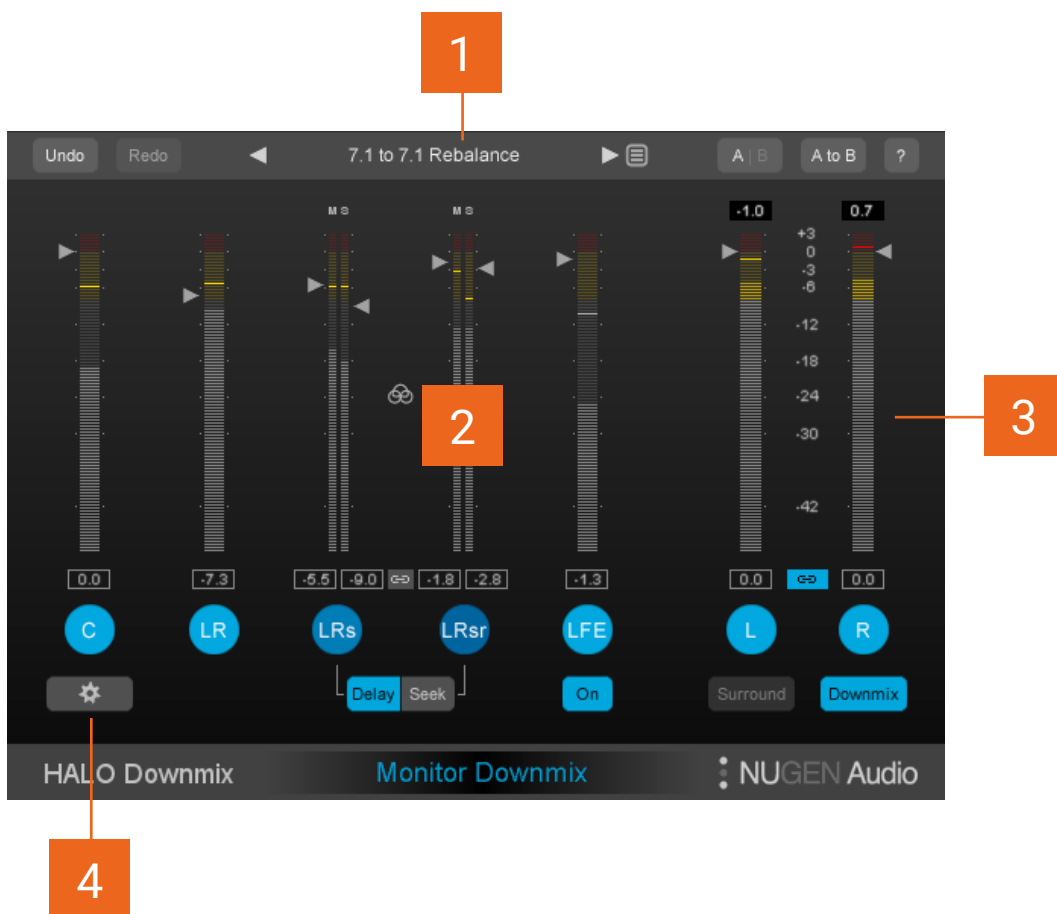 1
Undo Redo 7.1 to 7.1 Rebalance A | B A to B ?
M S M S -1.0 0.7
+3
0
-3
-6
-12
-18
-24
-30
-42
2
3
0.0 -7.3 -5.5 -9.0 -1.8 -2.8 -1.3 0.0 0.0
C LR LRs LRsr LFE L R
Delay Seek On Surround Downmix
HALO Downmix Monitor Downmix NUGEN Audio
4